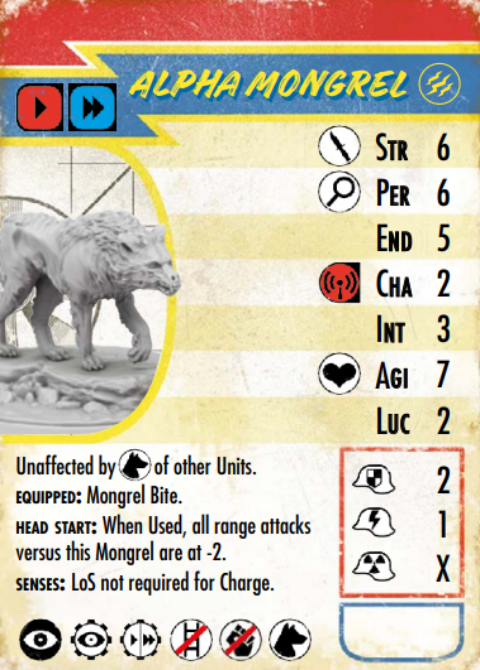 ALPHA MONGREL
STR 6
PER 6
END 5
CHA 2
INT 3
AGI 7
LUC 2
Unaffected by of other Units.
EQUIPPED: Mongrel Bite.
HEAD START: When Used, all range attacks
versus this Mongrel are at -2.
SENSES: LoS not required for Charge.
2
1
X